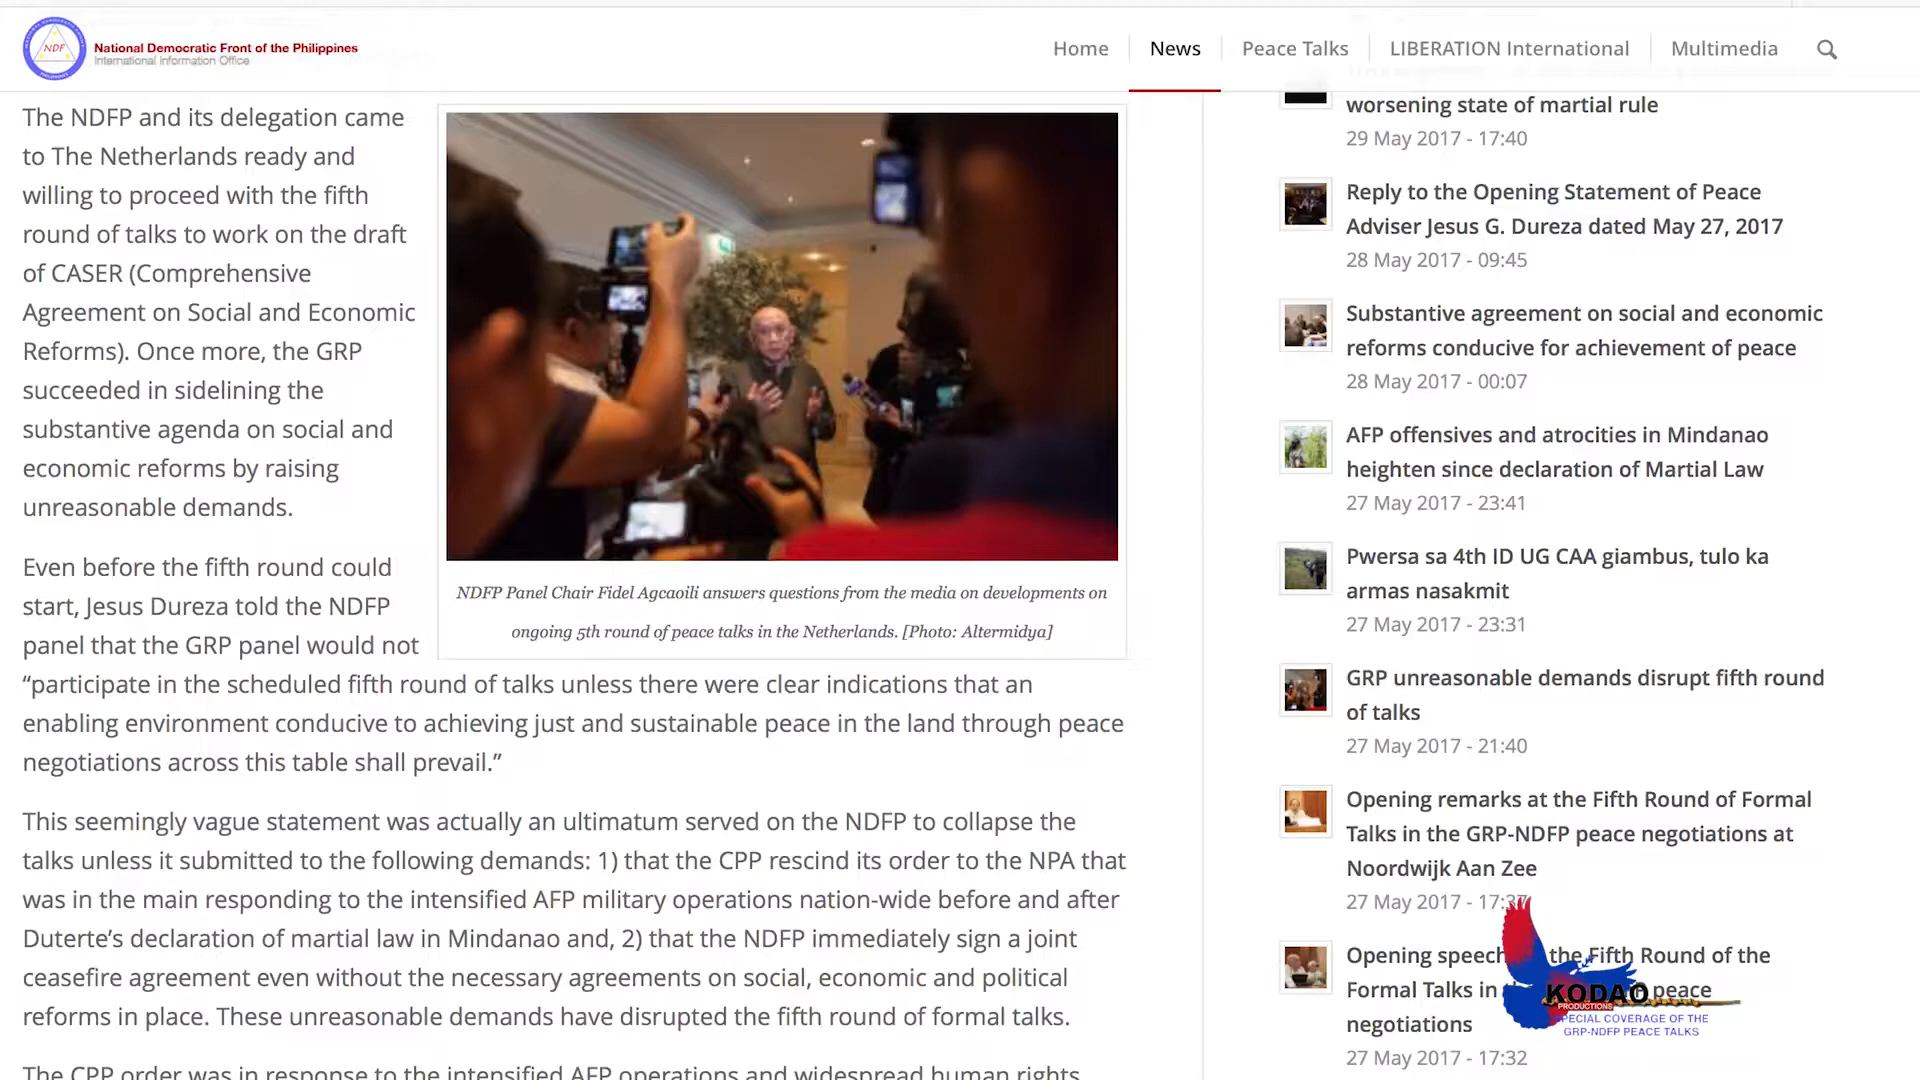 NDF
National Democratic Front of the Philippines
International Information Office
Home
News
Peace Talks
LIBERATION International
Multimedia
The NDFP and its delegation came
to The Netherlands ready and
willing to proceed with the fifth
round of talks to work on the draft
of CASER (Comprehensive
Agreement on Social and Economic
Reforms). Once more, the GRP
succeeded in sidelining the
substantive agenda on social and
economic reforms by raising
unreasonable demands.
Even before the fifth round could
start, Jesus Dureza told the NDFP
panel that the GRP panel would not
“participate in the scheduled fifth round of talks unless there were clear indications that an
enabling environment conducive to achieving just and sustainable peace in the land through peace
negotiations across this table shall prevail.”
This seemingly vague statement was actually an ultimatum served on the NDFP to collapse the
talks unless it submitted to the following demands: 1) that the CPP rescind its order to the NPA that
was in the main responding to the intensified AFP military operations nation-wide before and after
Duterte’s declaration of martial law in Mindanao and, 2) that the NDFP immediately sign a joint
ceasefire agreement even without the necessary agreements on social, economic and political
reforms in place. These unreasonable demands have disrupted the fifth round of formal talks.
The CPP order was in response to the intensified AFP operations and widespread human rights
NDFP Panel Chair Fidel Agcaoili answers questions from the media on developments on
ongoing 5th round of peace talks in the Netherlands. [Photo: Altermidya]
worsening state of martial rule
29 May 2017 - 17:40
Reply to the Opening Statement of Peace
Adviser Jesus G. Dureza dated May 27, 2017
28 May 2017 - 09:45
Substantive agreement on social and economic
reforms conducive for achievement of peace
28 May 2017 - 00:07
AFP offensives and atrocities in Mindanao
heighten since declaration of Martial Law
27 May 2017 - 23:41
Pwersa sa 4th ID UG CAA giambus, tulo ka
armas nasakmit
27 May 2017 - 23:31
GRP unreasonable demands disrupt fifth round
of talks
27 May 2017 - 21:40
Opening remarks at the Fifth Round of Formal
Talks in the GRP-NDFP peace negotiations at
Noordwijk Aan Zee
27 May 2017 - 17:37
Opening speech the Fifth Round of the
Formal Talks in peace
negotiations
27 May 2017 - 17:32
KODAO
PRODUCTIONS
SPECIAL COVERAGE OF THE
GRP-NDFP PEACE TALKS